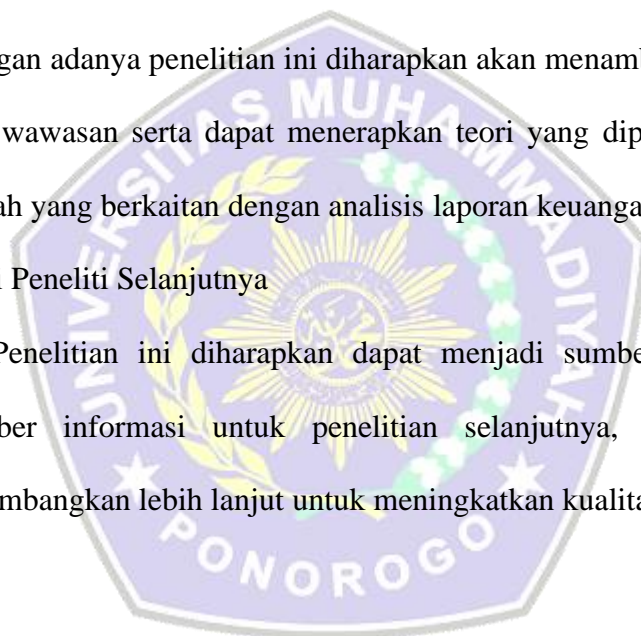 gan adanya penelitian ini diharapkan akan menamb
wawasan serta dapat menerapkan teori yang dip
ah yang berkaitan dengan analisis laporan keuanga
i Peneliti Selanjutnya
Penelitian ini diharapkan dapat menjadi sumbe
ber informasi untuk penelitian selanjutnya,
mbangkan lebih lanjut untuk meningkatkan kualita
UNIVERSITAS MUHAMMADIYAH
PONOROGO